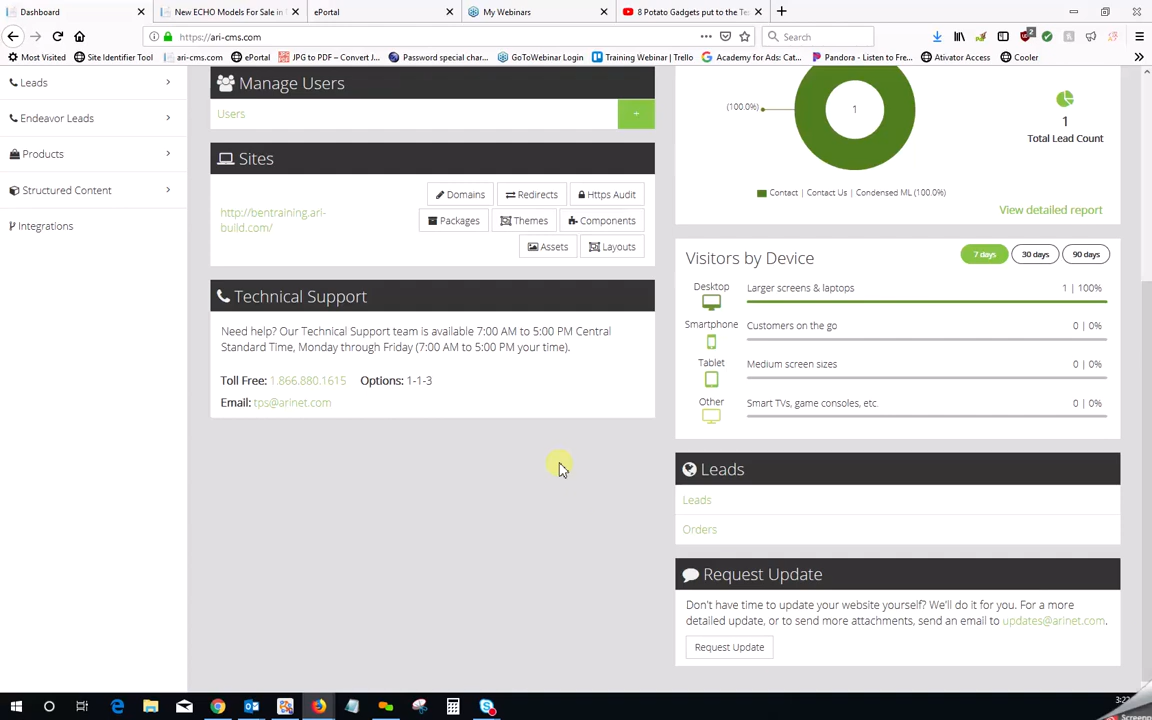 Dashboard
New ECHO Models For Sale in
ePortal
My Webinars
8 Potato Gadgets put to the Te
https://ari-cms.com
Search
Most Visited
Site Identifier Tool
ari-cms.com
ePortal
JPG to PDF – Convert J...
Password special char...
GoToWebinar Login
Training Webinar | Trello
Academy for Ads: Cat...
Pandora - Listen to Fre...
Ativator Access
Cooler
Leads
Endeavor Leads
Products
Structured Content
Integrations
Manage Users
Users
+
Sites
http://bentraining.ari-
build.com/
Domains
Redirects
Https Audit
Packages
Themes
Components
Assets
Layouts
Technical Support
Need help? Our Technical Support team is available 7:00 AM to 5:00 PM Central
Standard Time, Monday through Friday (7:00 AM to 5:00 PM your time).
Toll Free: 1.866.880.1615 Options: 1-1-3
Email: tps@arinet.com
(100.0%)
1
1
Total Lead Count
Contact | Contact Us | Condensed ML (100.0%)
View detailed report
Visitors by Device
7 days
30 days
90 days
Desktop
Larger screens & laptops
1 | 100%
Smartphone
Customers on the go
0 | 0%
Tablet
Medium screen sizes
0 | 0%
Other
Smart TVs, game consoles, etc.
0 | 0%
Leads
Leads
Orders
Request Update
Don't have time to update your website yourself? We'll do it for you. For a more
detailed update, or to send more attachments, send an email to updates@arinet.com.
Request Update